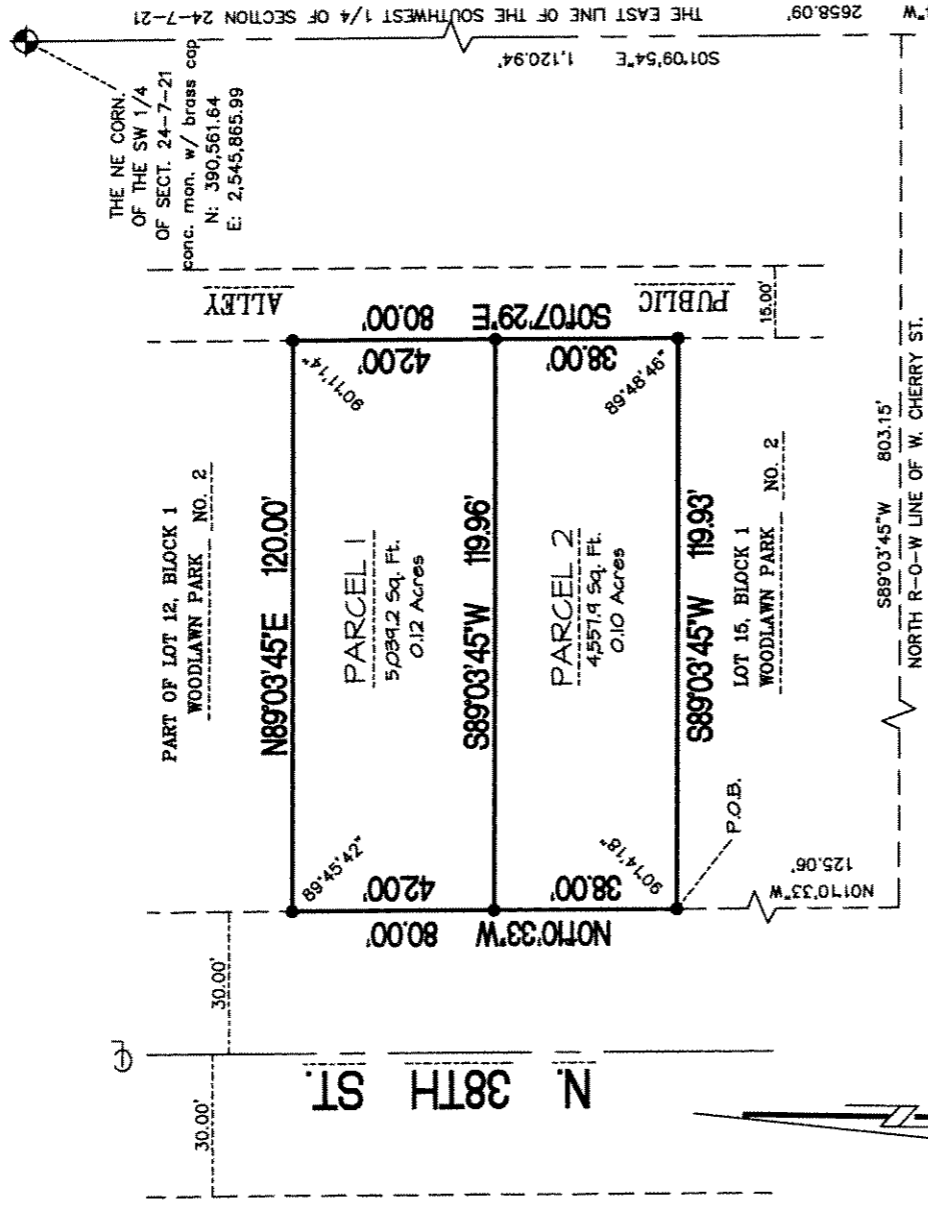 THE EAST LINE OF THE SOUTHWEST 1/4 OF SECTION 24-7-21
2658.09'
"W
S01°09'54"E 1,120.94'
THE NE CORN.
OF THE SW 1/4
OF SECT. 24-7-21
conc. mon. w/ brass cap
N: 390,561.64
E: 2,545,865.99
PUBLIC ALLEY
15.00'
S01°07'29"E 80.00'
42.00'
38.00'
90°11'14"
89°48'46"
PART OF LOT 12, BLOCK 1
WOODLAWN PARK NO. 2
N89°03'45"E 120.00'
PARCEL 1
5,039.2 Sq. Ft.
0.12 Acres
S89°03'45"W 119.96'
PARCEL 2
4,557.9 Sq. Ft.
0.10 Acres
S89°03'45"W 119.93'
LOT 15, BLOCK 1
WOODLAWN PARK NO. 2
S89°03'45"W 803.15'
NORTH R-O-W LINE OF W. CHERRY ST.
89°45'42"
90°14'18"
42.00'
38.00'
N01°10'33"W 80.00'
P.O.B.
N01°10'33"W
125.06'
30.00'
30.00'
N. 38TH ST.